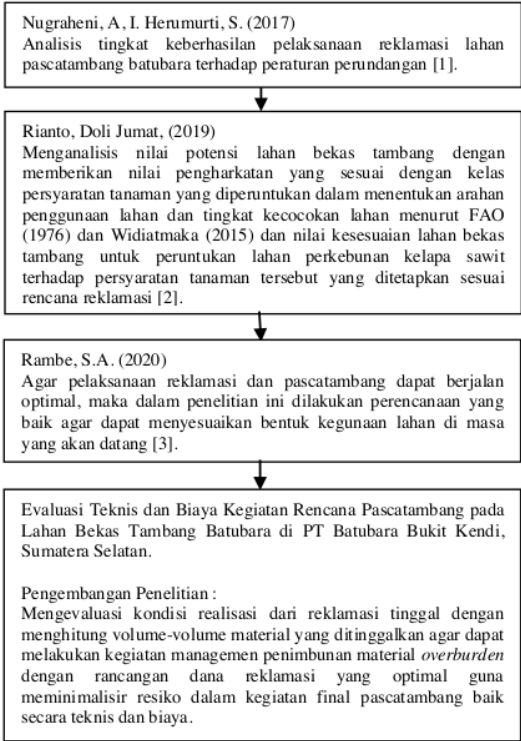 Nugraheni, A, I. Herumurti, S. (2017)
Analisis tingkat keberhasilan pelaksanaan reklamasi lahan
pascatambang batubara terhadap peraturan perundangan [1].
Rianto, Doli Jumat, (2019)
Menganalisis nilai potensi lahan bekas tambang dengan
memberikan nilai pengharkatan yang sesuai dengan kelas
persyaratan tanaman yang diperuntukan dalam menentukan arahan
penggunaan lahan dan tingkat kecocokan lahan menurut FAO
(1976) dan Widiatmaka (2015) dan nilai kesesuaian lahan bekas
tambang untuk peruntukan lahan perkebunan kelapa sawit
terhadap persyaratan tanaman tersebut yang ditetapkan sesuai
rencana reklamasi [2].
Rambe, S.A. (2020)
Agar pelaksanaan reklamasi dan pascatambang dapat berjalan
optimal, maka dalam penelitian ini dilakukan perencanaan yang
baik agar dapat menyesuaikan bentuk kegunaan lahan di masa
yang akan datang [3].
Evaluasi Teknis dan Biaya Kegiatan Rencana Pascatambang pada
Lahan Bekas Tambang Batubara di PT Batubara Bukit Kendi,
Sumatera Selatan.
Pengembangan Penelitian :
Mengevaluasi kondisi realisasi dari reklamasi tinggal dengan
menghitung volume-volume material yang ditinggalkan agar dapat
melakukan kegiatan managemen penimbunan material overburden
dengan rancangan dana reklamasi yang optimal guna
meminimalisir resiko dalam kegiatan final pascatambang baik
secara teknis dan biaya.